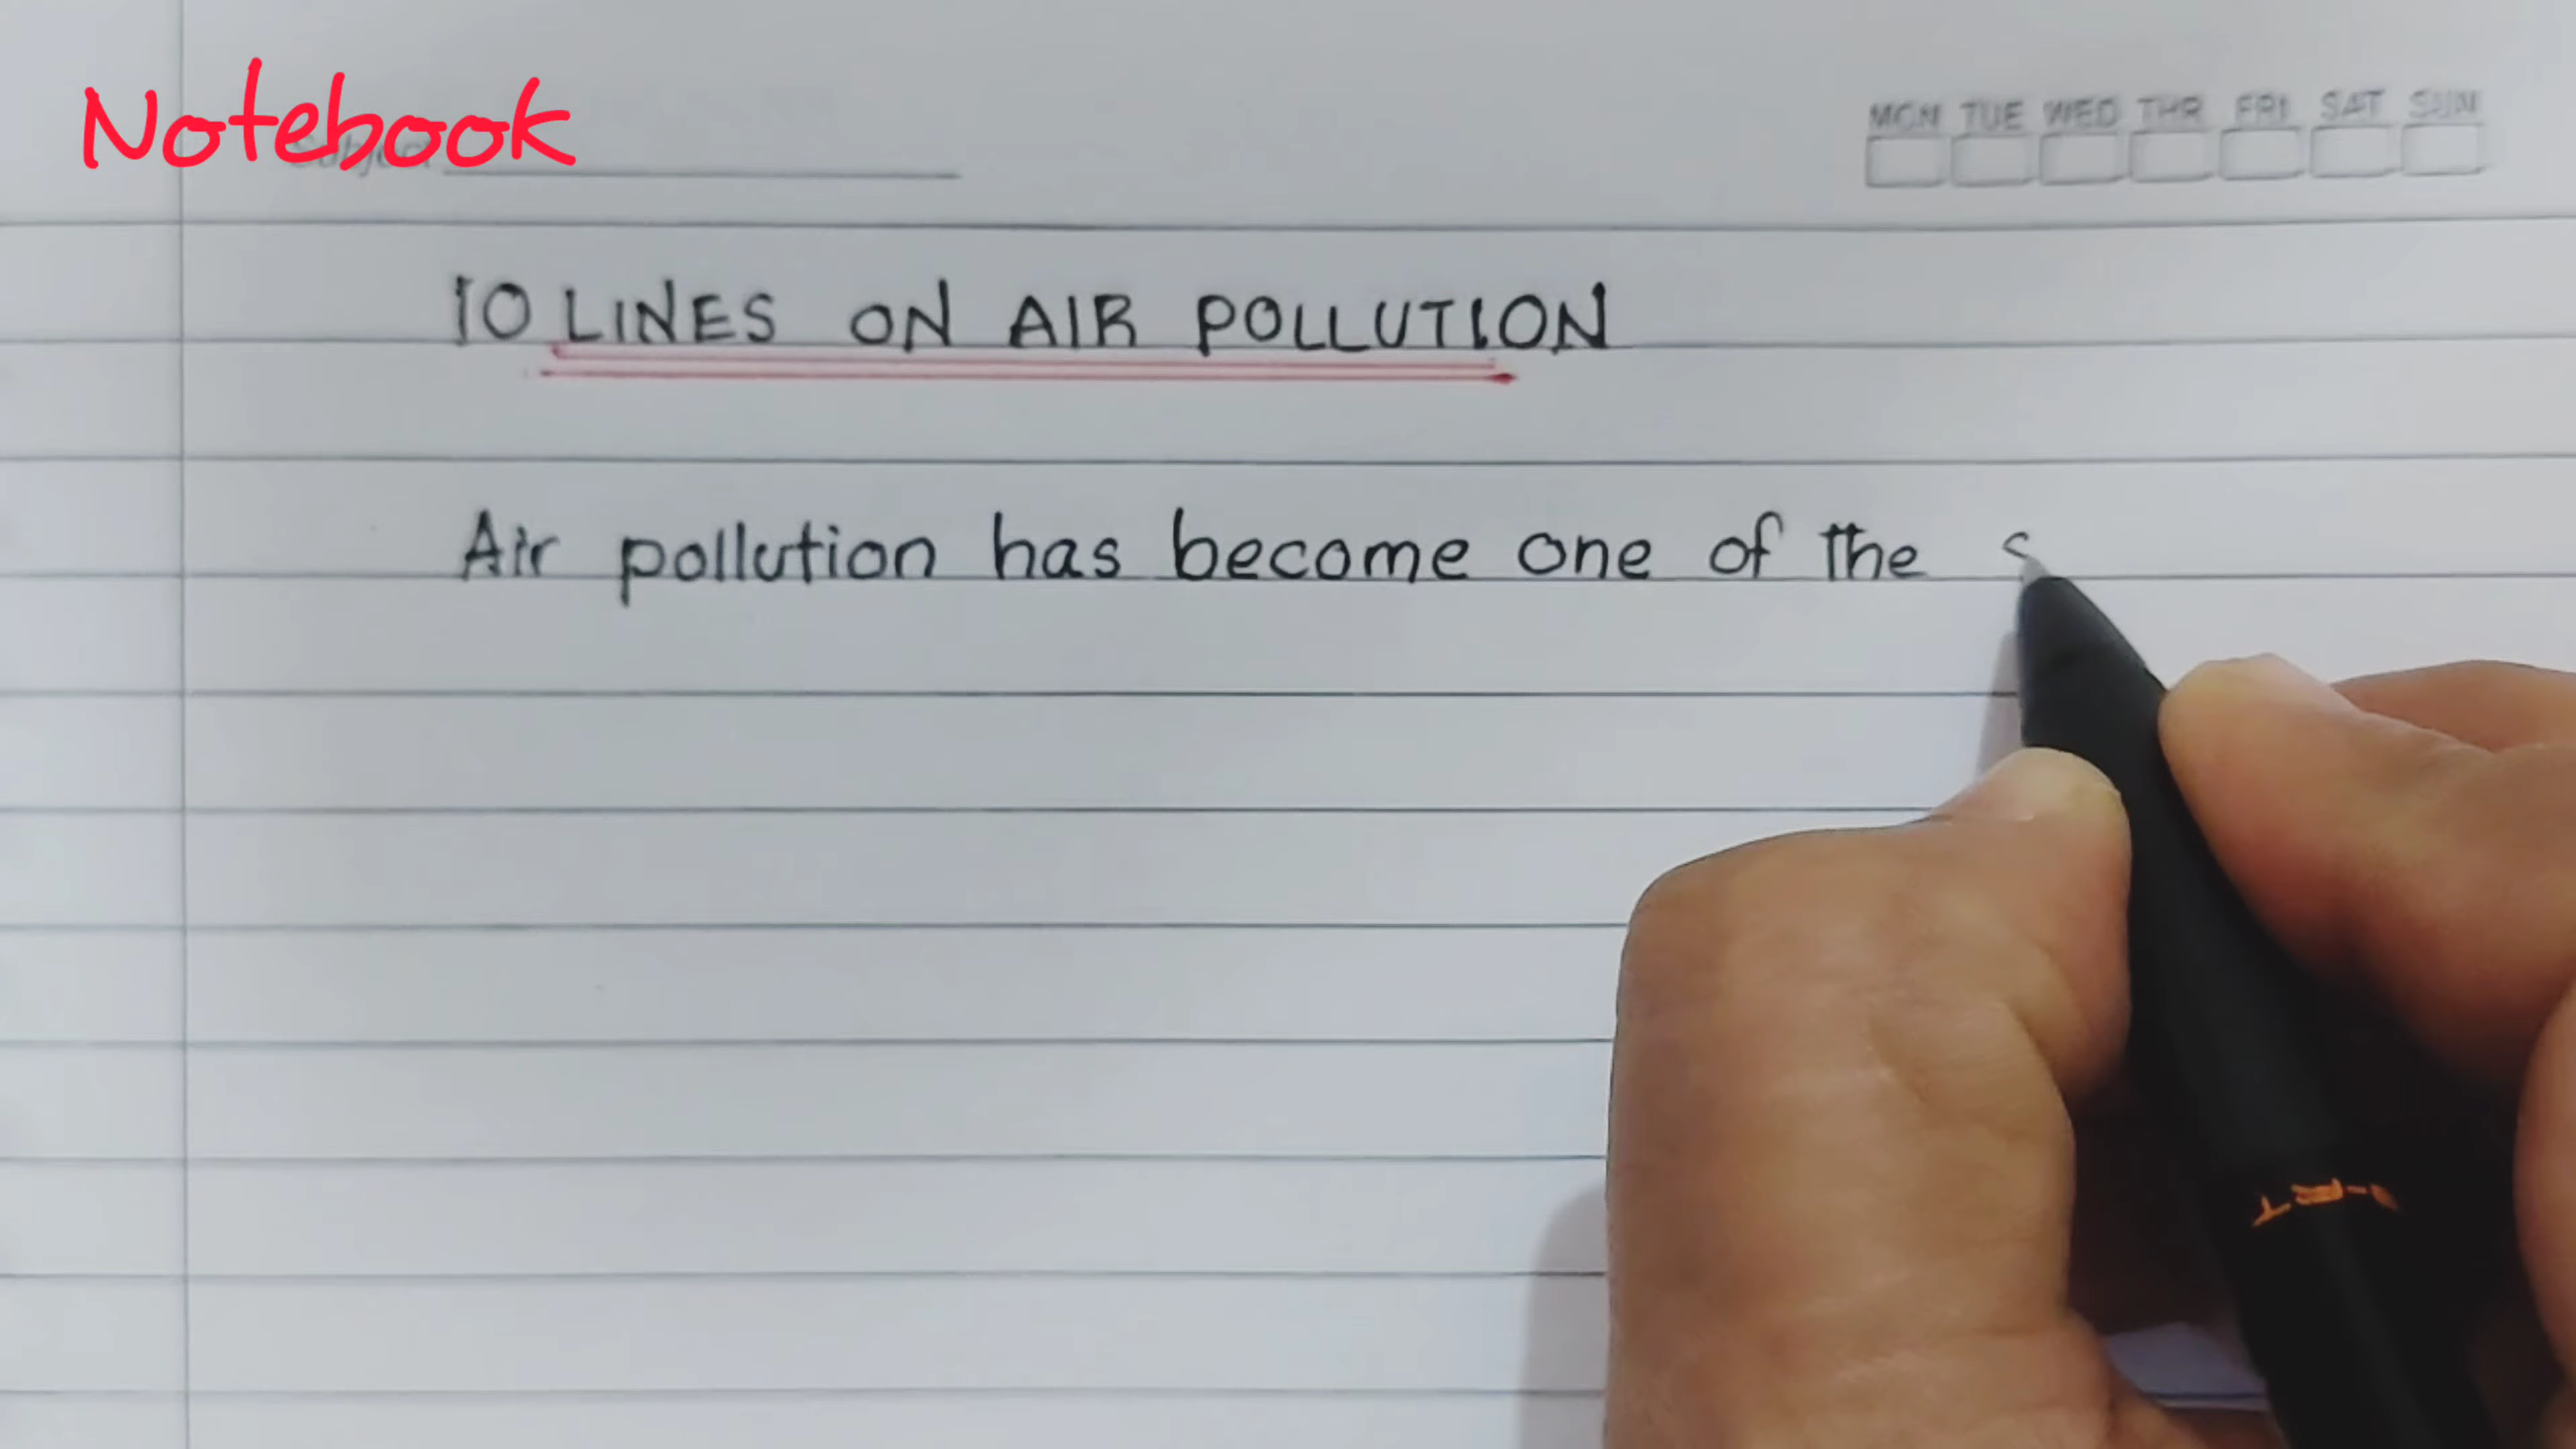 Notebook
Subject
MON TUE WED THR FRI SAT SUN
10 LINES ON AIR POLLUTION
Air pollution has become one of the s